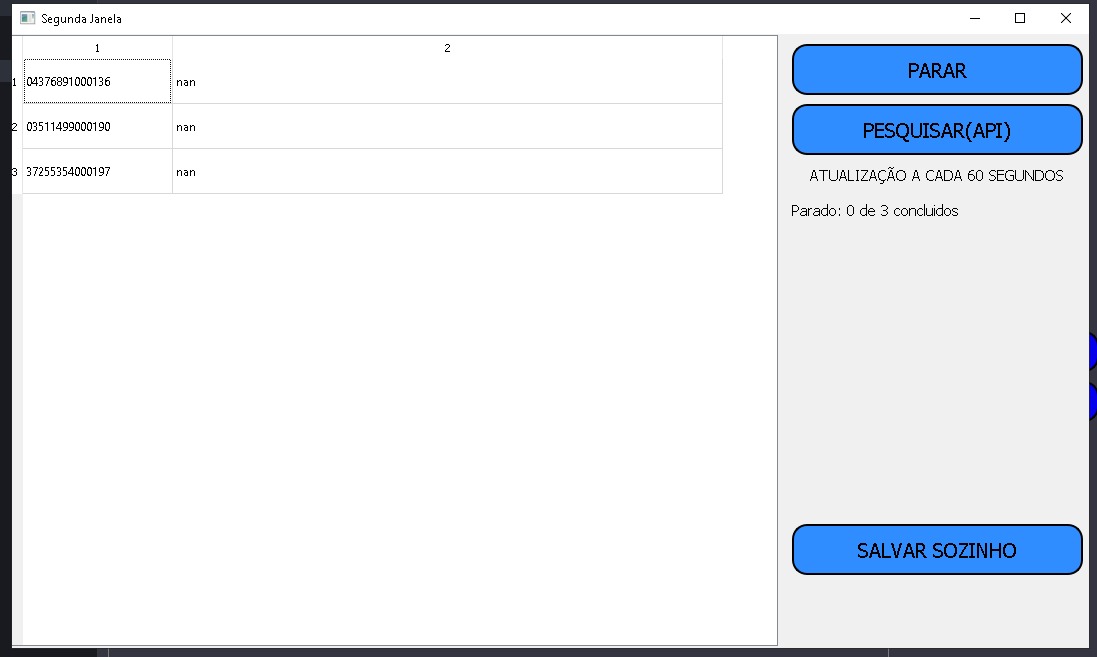 Segunda Janela
1 2
1 04376891000136 nan
2 03511499000190 nan
3 37255354000197 nan
PARAR
PESQUISAR(API)
ATUALIZAÇÃO A CADA 60 SEGUNDOS
Parado: 0 de 3 concluidos
SALVAR SOZINHO